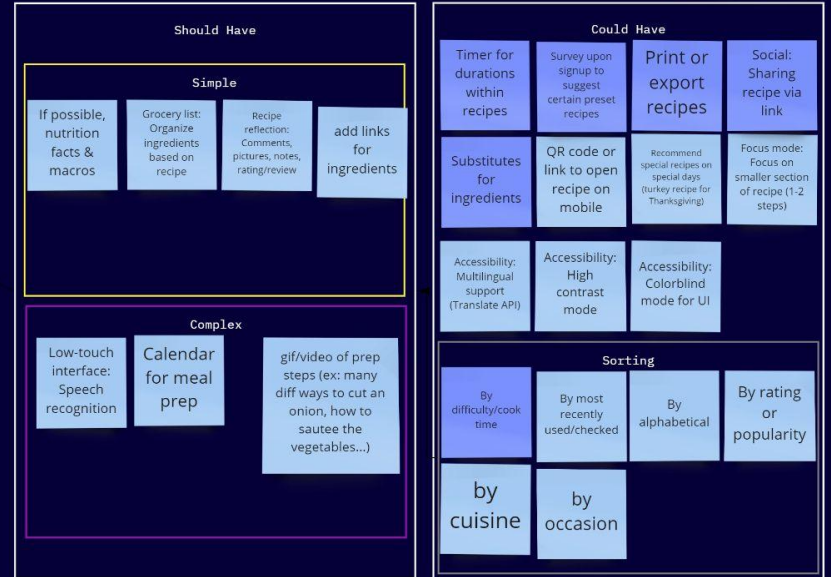 Should Have
Simple
If possible,
nutrition
facts &
macros
Grocery list:
Organize
ingredients
based on
recipe
Recipe
reflection:
Comments,
pictures, notes,
rating/review
add links
for
ingredients
Complex
Low-touch
interface:
Speech
recognition
Calendar
for meal
prep
gif/video of prep
steps (ex: many
diff ways to cut an
onion, how to
sautee the
vegetables...)
Could Have
Timer for
durations
within
recipes
Survey upon
signup to
suggest
certain preset
recipes
Print or
export
recipes
Social:
Sharing
recipe via
link
Substitutes
for
ingredients
QR code or
link to open
recipe on
mobile
Recommend
special recipes on
special days
(turkey recipe for
Thanksgiving)
Focus mode:
Focus on
smaller section
of recipe (1-2
steps)
Accessibility:
Multilingual
support
(Translate API)
Accessibility:
High
contrast
mode
Accessibility:
Colorblind
mode for UI
Sorting
By
difficulty/cook
time
By most
recently
used/checked
By
alphabetical
By rating
or
popularity
by
cuisine
by
occasion